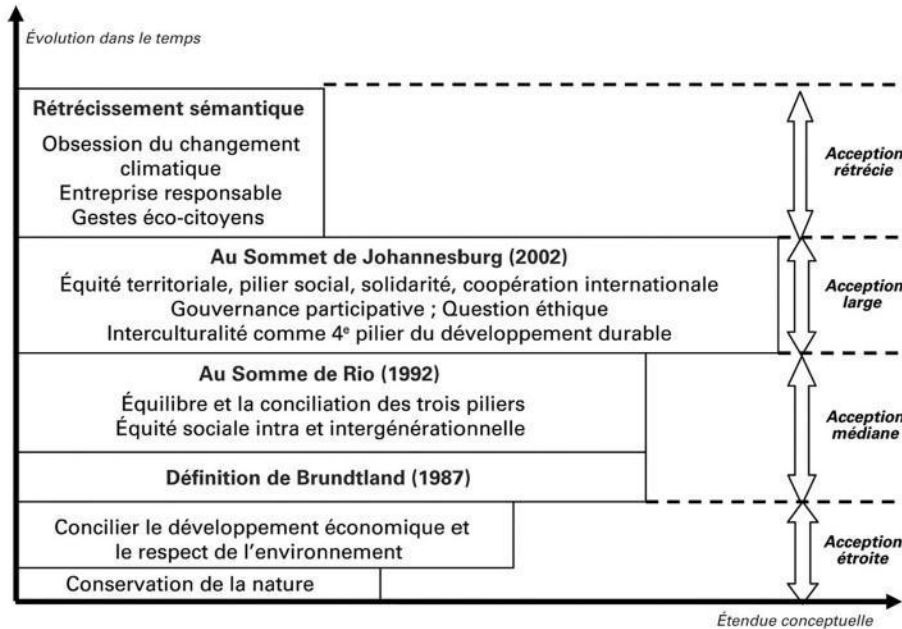 Évolution dans le temps
Rétrécissement sémantique
Obsession du changement
climatique
Entreprise responsable
Gestes éco-citoyens
Acception
rétrécie
Au Sommet de Johannesburg (2002)
Équité territoriale, pilier social, solidarité, coopération internationale
Gouvernance participative ; Question éthique
Interculturalité comme 4e pilier du développement durable
Acception
large
Au Somme de Rio (1992)
Équilibre et la conciliation des trois piliers
Équité sociale intra et intergénérationnelle
Acception
médiane
Définition de Brundtland (1987)
Concilier le développement économique et
le respect de l'environnement
Acception
étroite
Conservation de la nature
Étendue conceptuelle